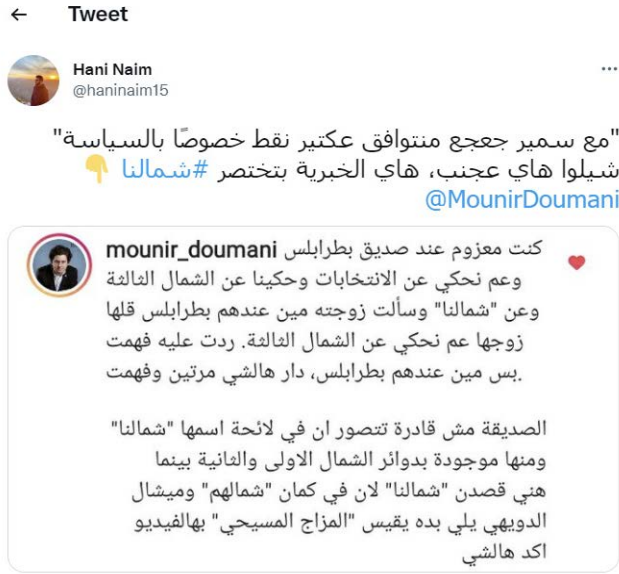 Tweet
Hani Naim
@haninaim15
"مع سمير جعجع منتوافق عكتير نقط خصوصًا بالسياسة"
شيلوا هاي عجنب، هاي الخبرية بتختصر #شمالنا 👇
@MounirDoumani
mounir_doumani كنت معزوم عند صديق بطرابلس
وعم نحكي عن الانتخابات وحكينا عن الشمال الثالثة
وعن "شمالنا" وسألت زوجته مين عندهم بطرابلس قلها
زوجها عم نحكي عن الشمال الثالثة. ردت عليه فهمت
بس مين عندهم بطرابلس، دار هالشي مرتين وفهمت.
الصديقة مش قادرة تتصور ان في لائحة اسمها "شمالنا"
ومنها موجودة بدوائر الشمال الاولى والثانية بينما
هني قصدن "شمالنا" لان في كمان "شمالهم" وميشال
الدويهي يلي بده يقيس "المزاج المسيحي" بهالفيديو
اكد هالشي